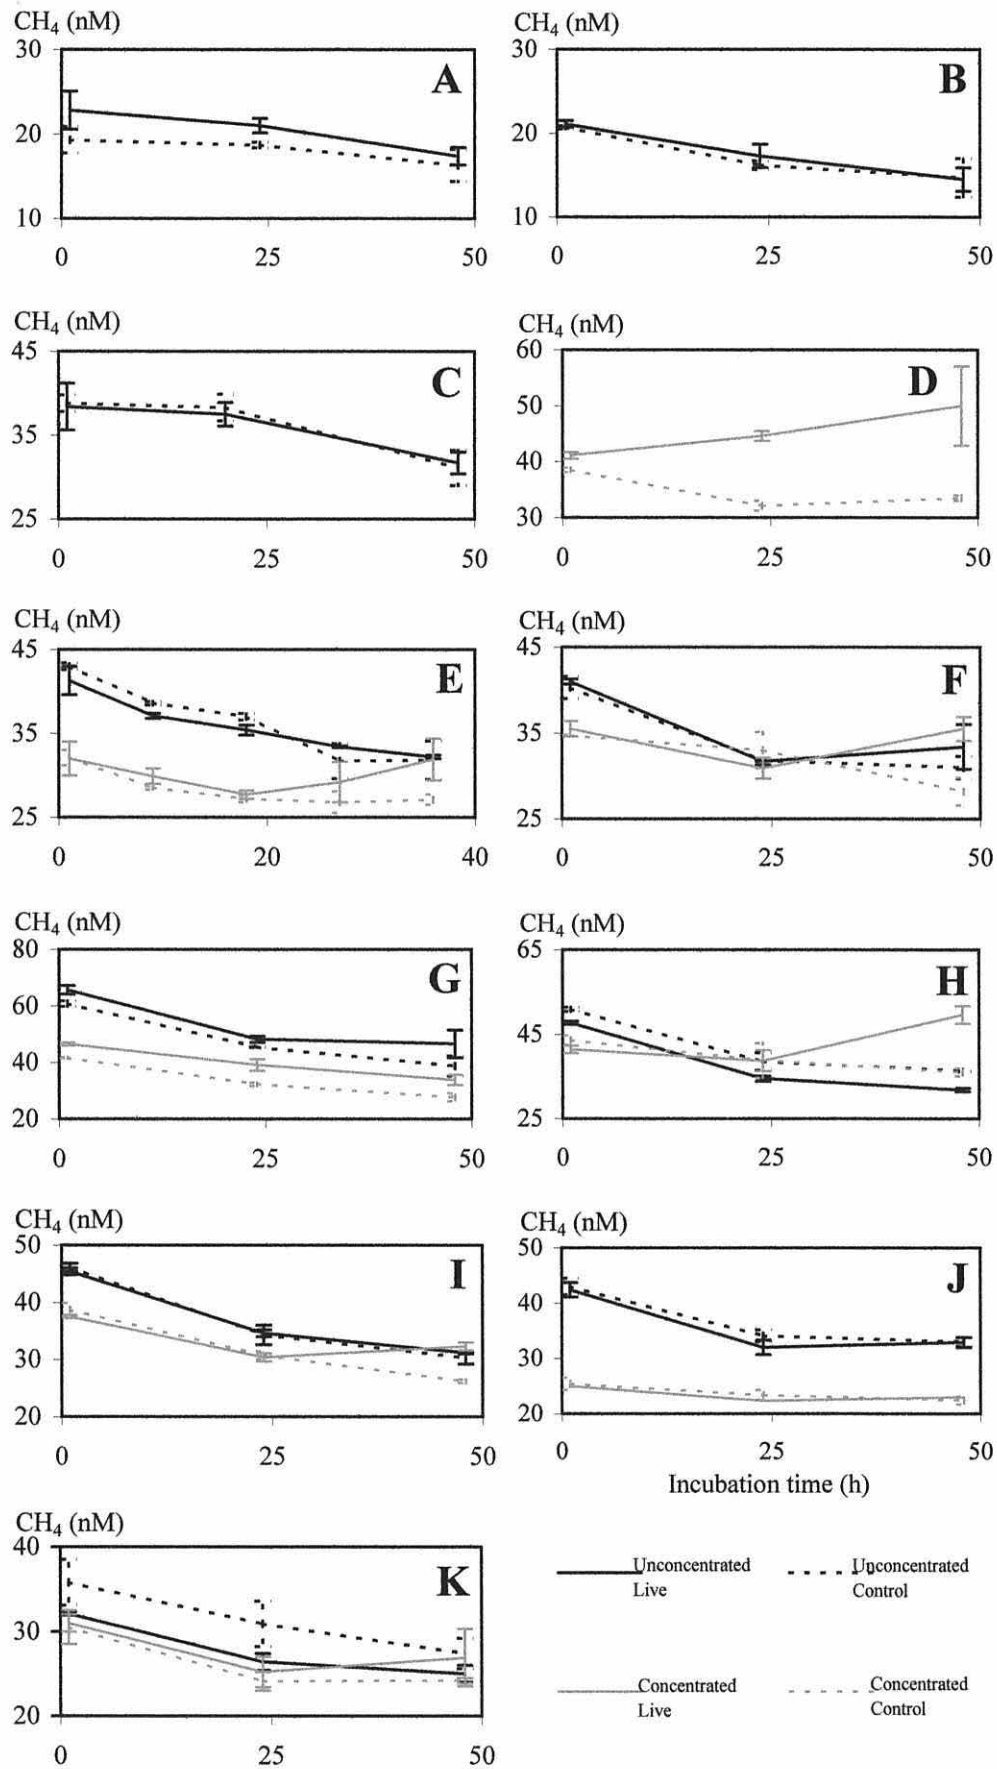 CH4 (nM) CH4 (nM)
30 30
A B
20 20
10 10
0 25 50 0 25 50
CH4 (nM) CH4 (nM)
45 60
C D
50
35 40
25 30
0 25 50 0 25 50
CH4 (nM) CH4 (nM)
45 45
E F
35 35
25 25
0 20 40 0 25 50
CH4 (nM) CH4 (nM)
80 65
G H
60
45
40
20 25
0 25 50 0 25 50
CH4 (nM) CH4 (nM)
50 50
I J
40 40
30 30
20 20
0 25 50 0 25 50
Incubation time (h)
CH4 (nM)
40
K
30
20
0 25 50
Unconcentrated Unconcentrated
Live Control
Concentrated Concentrated
Live Control